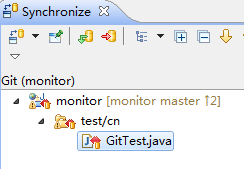 Synchronize
Git (monitor)
monitor [monitor master ↑2]
test/cn
GitTest.java